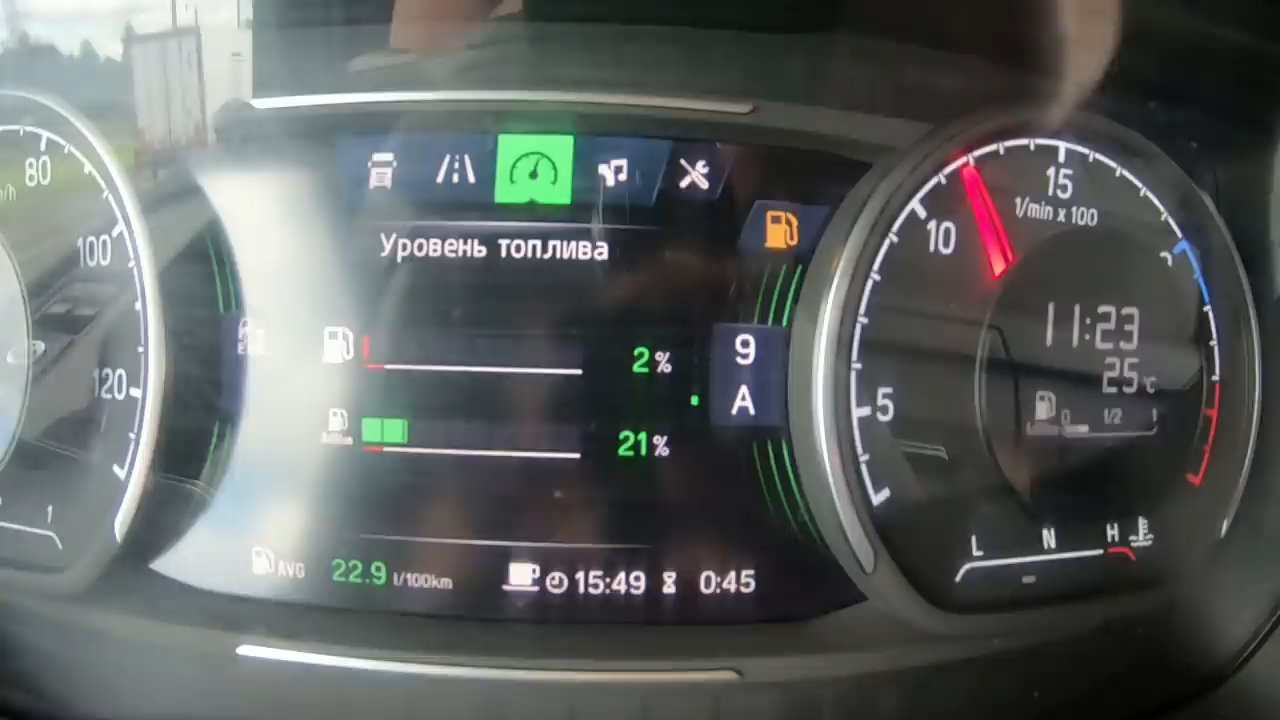 80
100
120
1
Уровень топлива
2 %
21 %
9
A
AVG 22.9 l/100km 15:49 0:45
5
10
15
1/min x 100
11:23
25°C
0 1/2 1
L N H